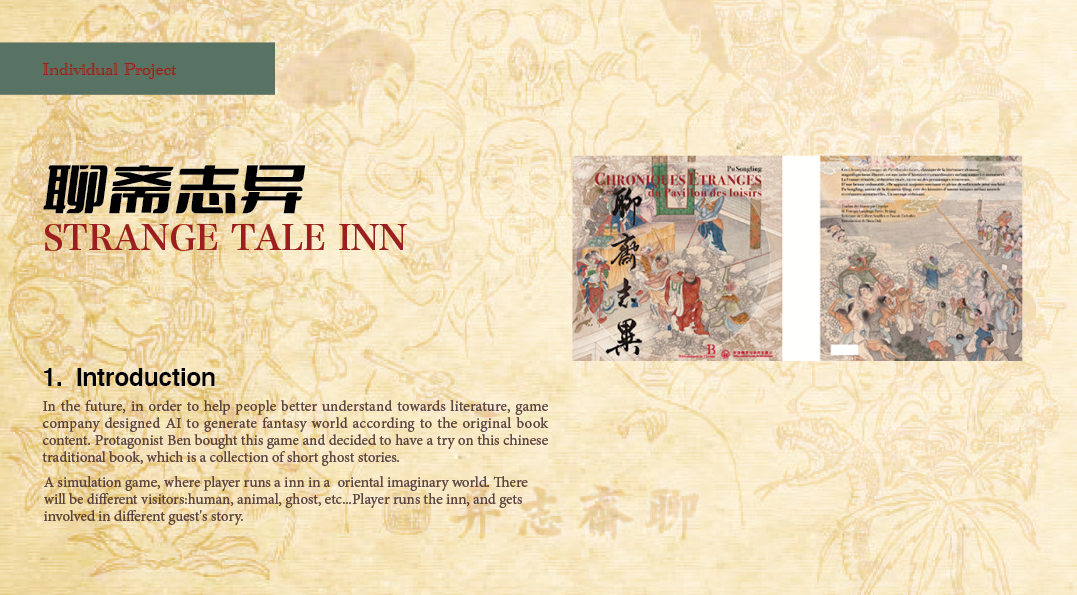 Individual Project
聊斋志异
STRANGE TALE INN
Pu Songling
CHRONIQUES ÉTRANGES
du Pavillon des loisirs
聊
齋
志
異
B
1. Introduction
In the future, in order to help people better understand towards literature, game
company designed AI to generate fantasy world according to the original book
content. Protagonist Ben bought this game and decided to have a try on this chinese
traditional book, which is a collection of short ghost stories.
A simulation game, where player runs a inn in a oriental imaginary world. There
will be different visitors:human, animal, ghost, etc...Player runs the inn, and gets
involved in different guest's story.
异志斋聊